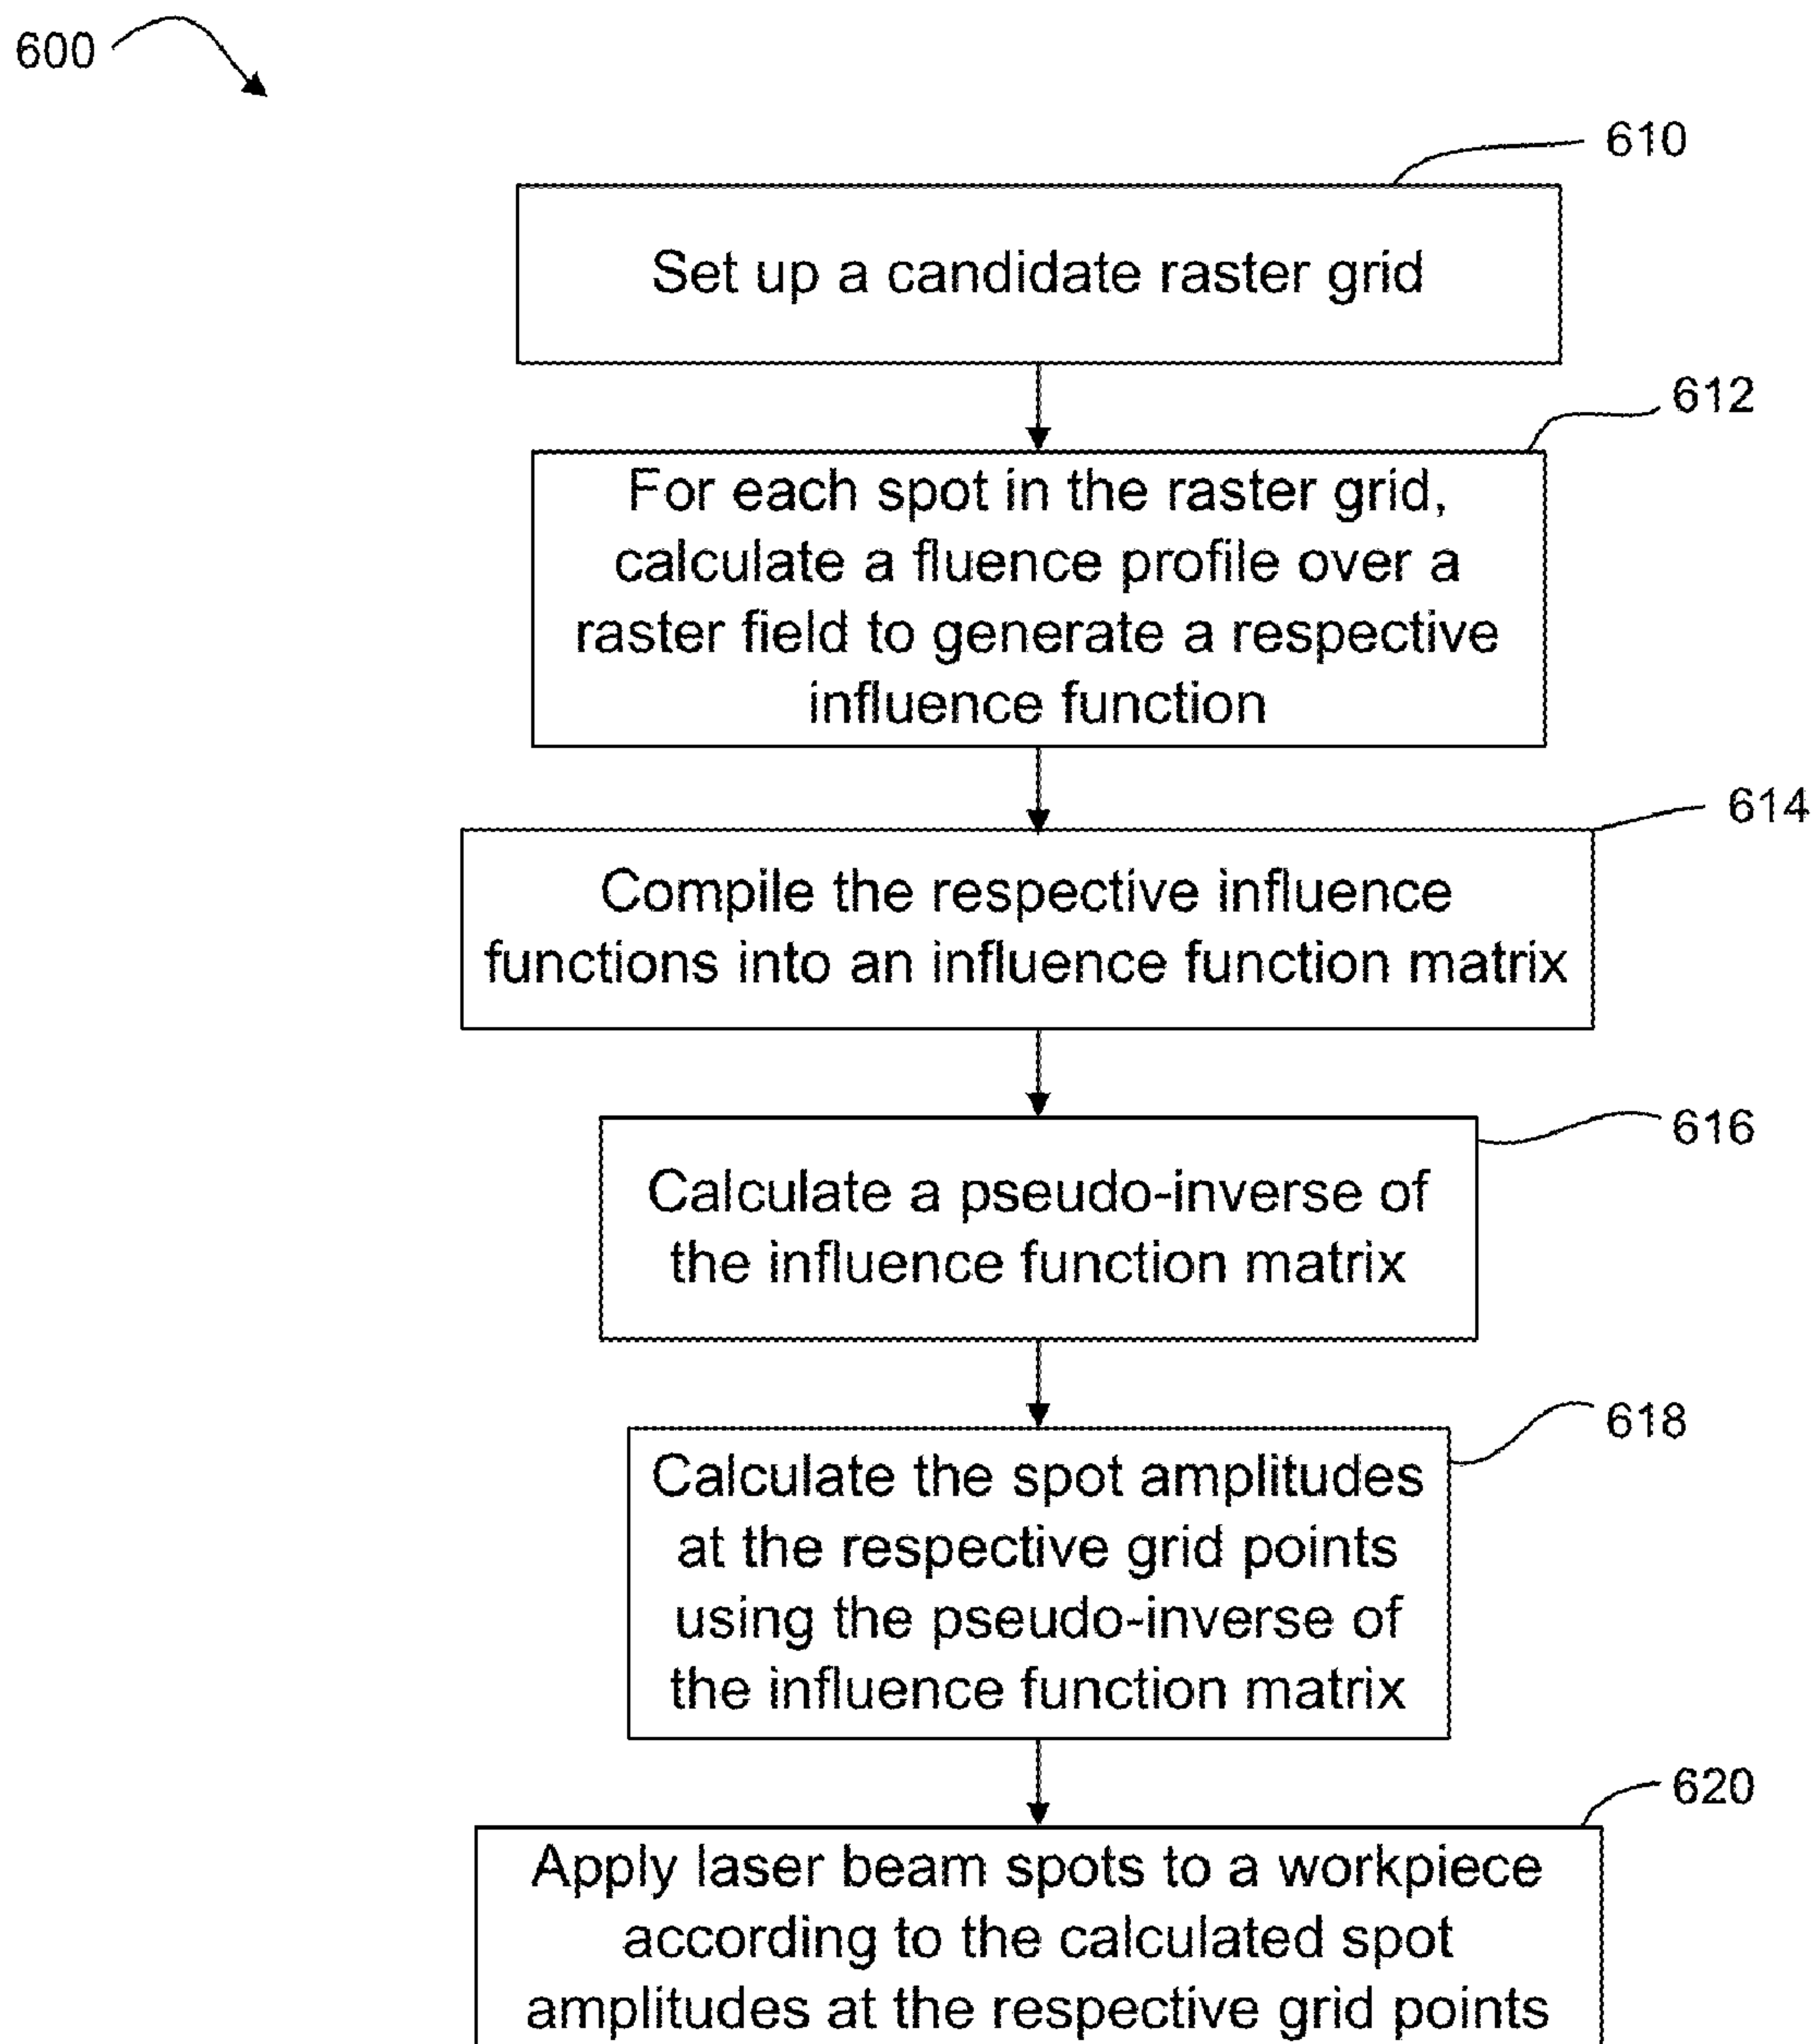 600
610
Set up a candidate raster grid
612
For each spot in the raster grid,
calculate a fluence profile over a
raster field to generate a respective
influence function
614
Compile the respective influence
functions into an influence function matrix
616
Calculate a pseudo-inverse of
the influence function matrix
618
Calculate the spot amplitudes
at the respective grid points
using the pseudo-inverse of
the influence function matrix
620
Apply laser beam spots to a workpiece
according to the calculated spot
amplitudes at the respective grid points